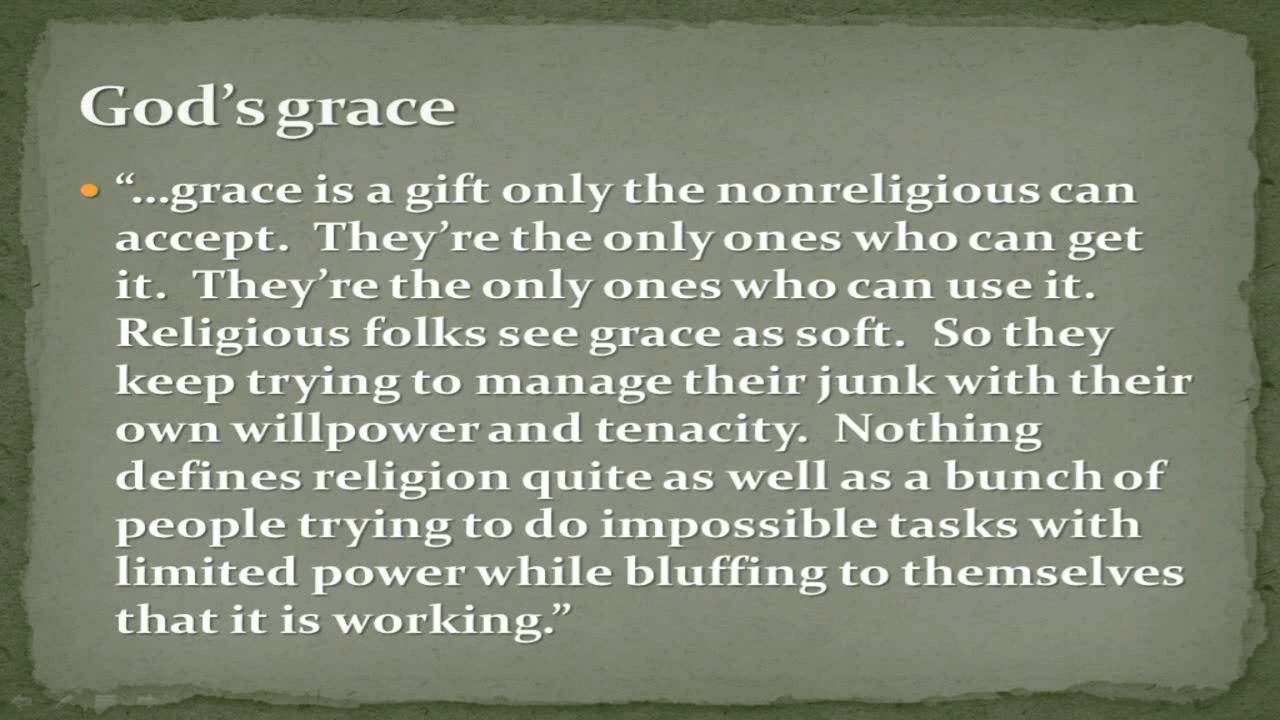 God’s grace
“…grace is a gift only the nonreligious can
accept.  They’re the only ones who can get
it.  They’re the only ones who can use it.
Religious folks see grace as soft.  So they
keep trying to manage their junk with their
own willpower and tenacity.  Nothing
defines religion quite as well as a bunch of
people trying to do impossible tasks with
limited power while bluffing to themselves
that it is working.”